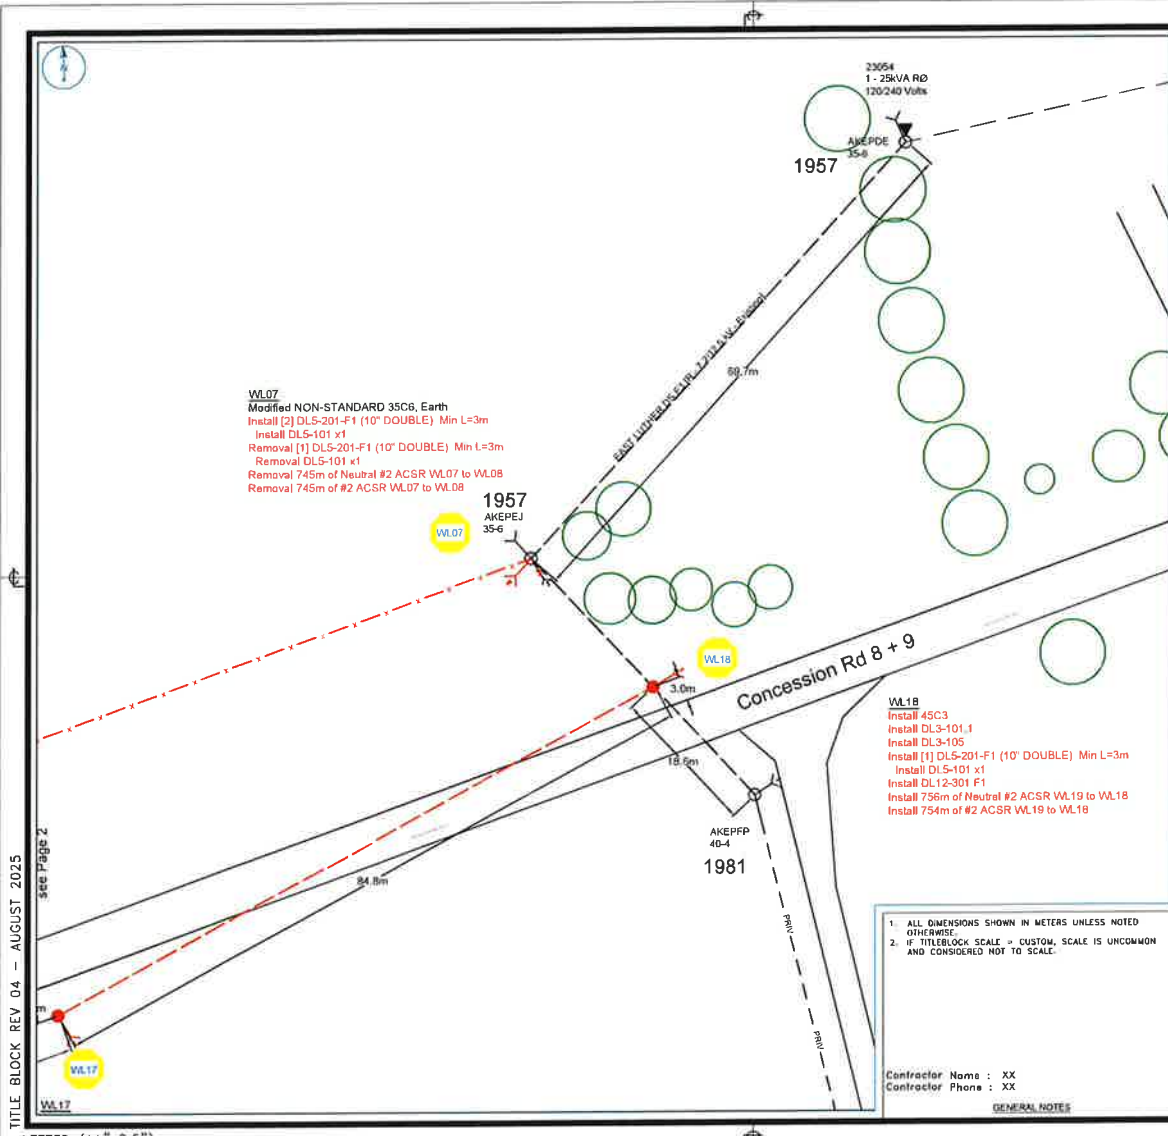 N
23054
1 - 25kVA RØ
120/240 Volts
AKEPDE
35-6
1957
EAST LUTHER DS F1/R
69.7m
WL07
Modified NON-STANDARD 35C6, Earth
Install [2] DL5-201-F1 (10" DOUBLE) Min L=3m
Install DL5-101 x1
Removal [1] DL5-201-F1 (10" DOUBLE) Min L=3m
Removal DL5-101 x1
Removal 745m of Neutral #2 ACSR WL07 to WL08
Removal 745m of #2 ACSR WL07 to WL08
1957
AKEPEJ
35-6
WL07
WL18
3.0m
Concession Rd 8 + 9
WL18
Install 45C3
Install DL3-101.1
Install DL3-105
Install [1] DL5-201-F1 (10" DOUBLE) Min L=3m
Install DL5-101 x1
Install DL12-301 F1
Install 756m of Neutral #2 ACSR WL19 to WL18
Install 754m of #2 ACSR WL19 to WL18
18.6m
AKEPFP
40-4
1981
84.8m
see Page 2
PRIV
PRIV
m
WL17
WL17
1. ALL DIMENSIONS SHOWN IN METERS UNLESS NOTED
OTHERWISE.
2. IF TITLEBLOCK SCALE = CUSTOM, SCALE IS UNCOMMON
AND CONSIDERED NOT TO SCALE.
Contractor Name : XX
Contractor Phone : XX
GENERAL NOTES
TITLE BLOCK REV 04 - AUGUST 2025